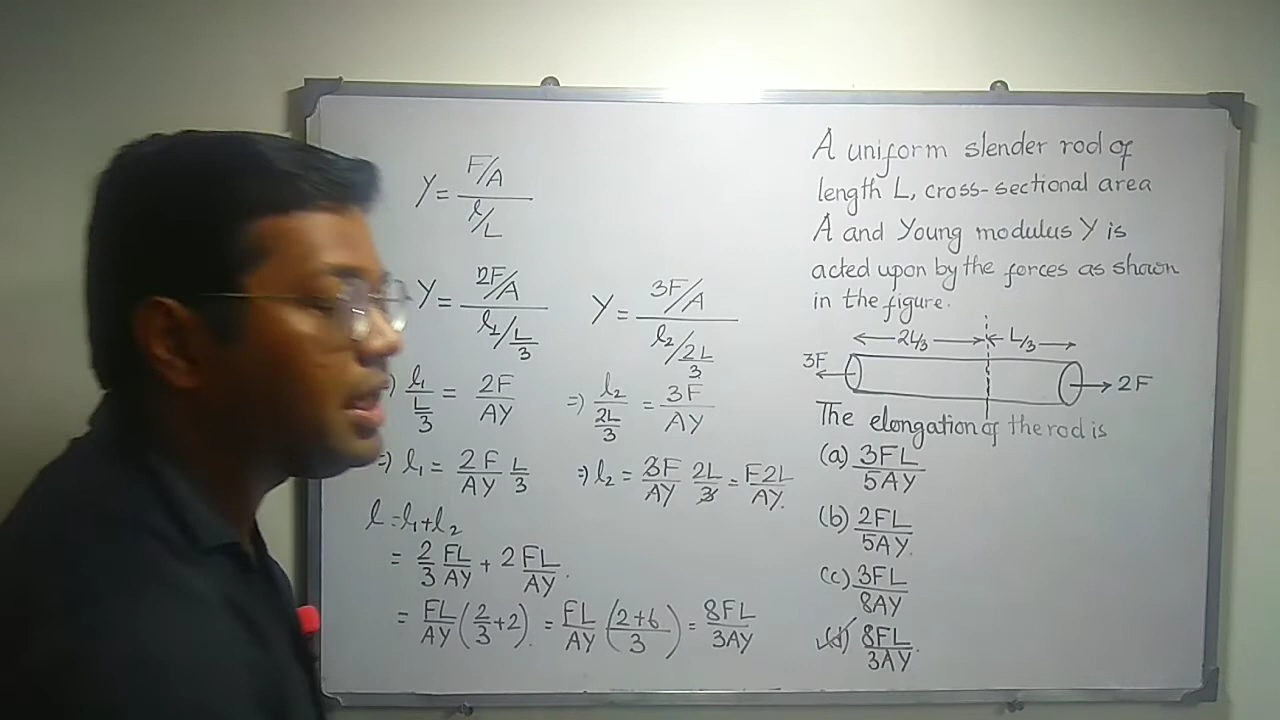 Y = F/A / l/L
Y = 2F/A / l₁/L/3
Y = 3F/A / l₂/2L/3
⇒ l₁ / L/3 = 2F / AY
⇒ l₂ / 2L/3 = 3F / AY
⇒ l₁ = 2F/AY L/3
⇒ l₂ = 3F/AY 2L/3 = F2L/AY.
l = l₁+l₂
= 2/3 FL/AY + 2 FL/AY.
= FL/AY (2/3+2). = FL/AY (2+6/3) = 8FL/3AY
A uniform slender rod of
length L, cross-sectional area
A and Young modulus Y is
acted upon by the forces as shown
in the figure.
2L/3 L/3
3F 2F
The elongation of the rod is
(a) 3FL/5AY
(b) 2FL/5AY.
(c) 3FL/8AY
(d) 8FL/3AY.